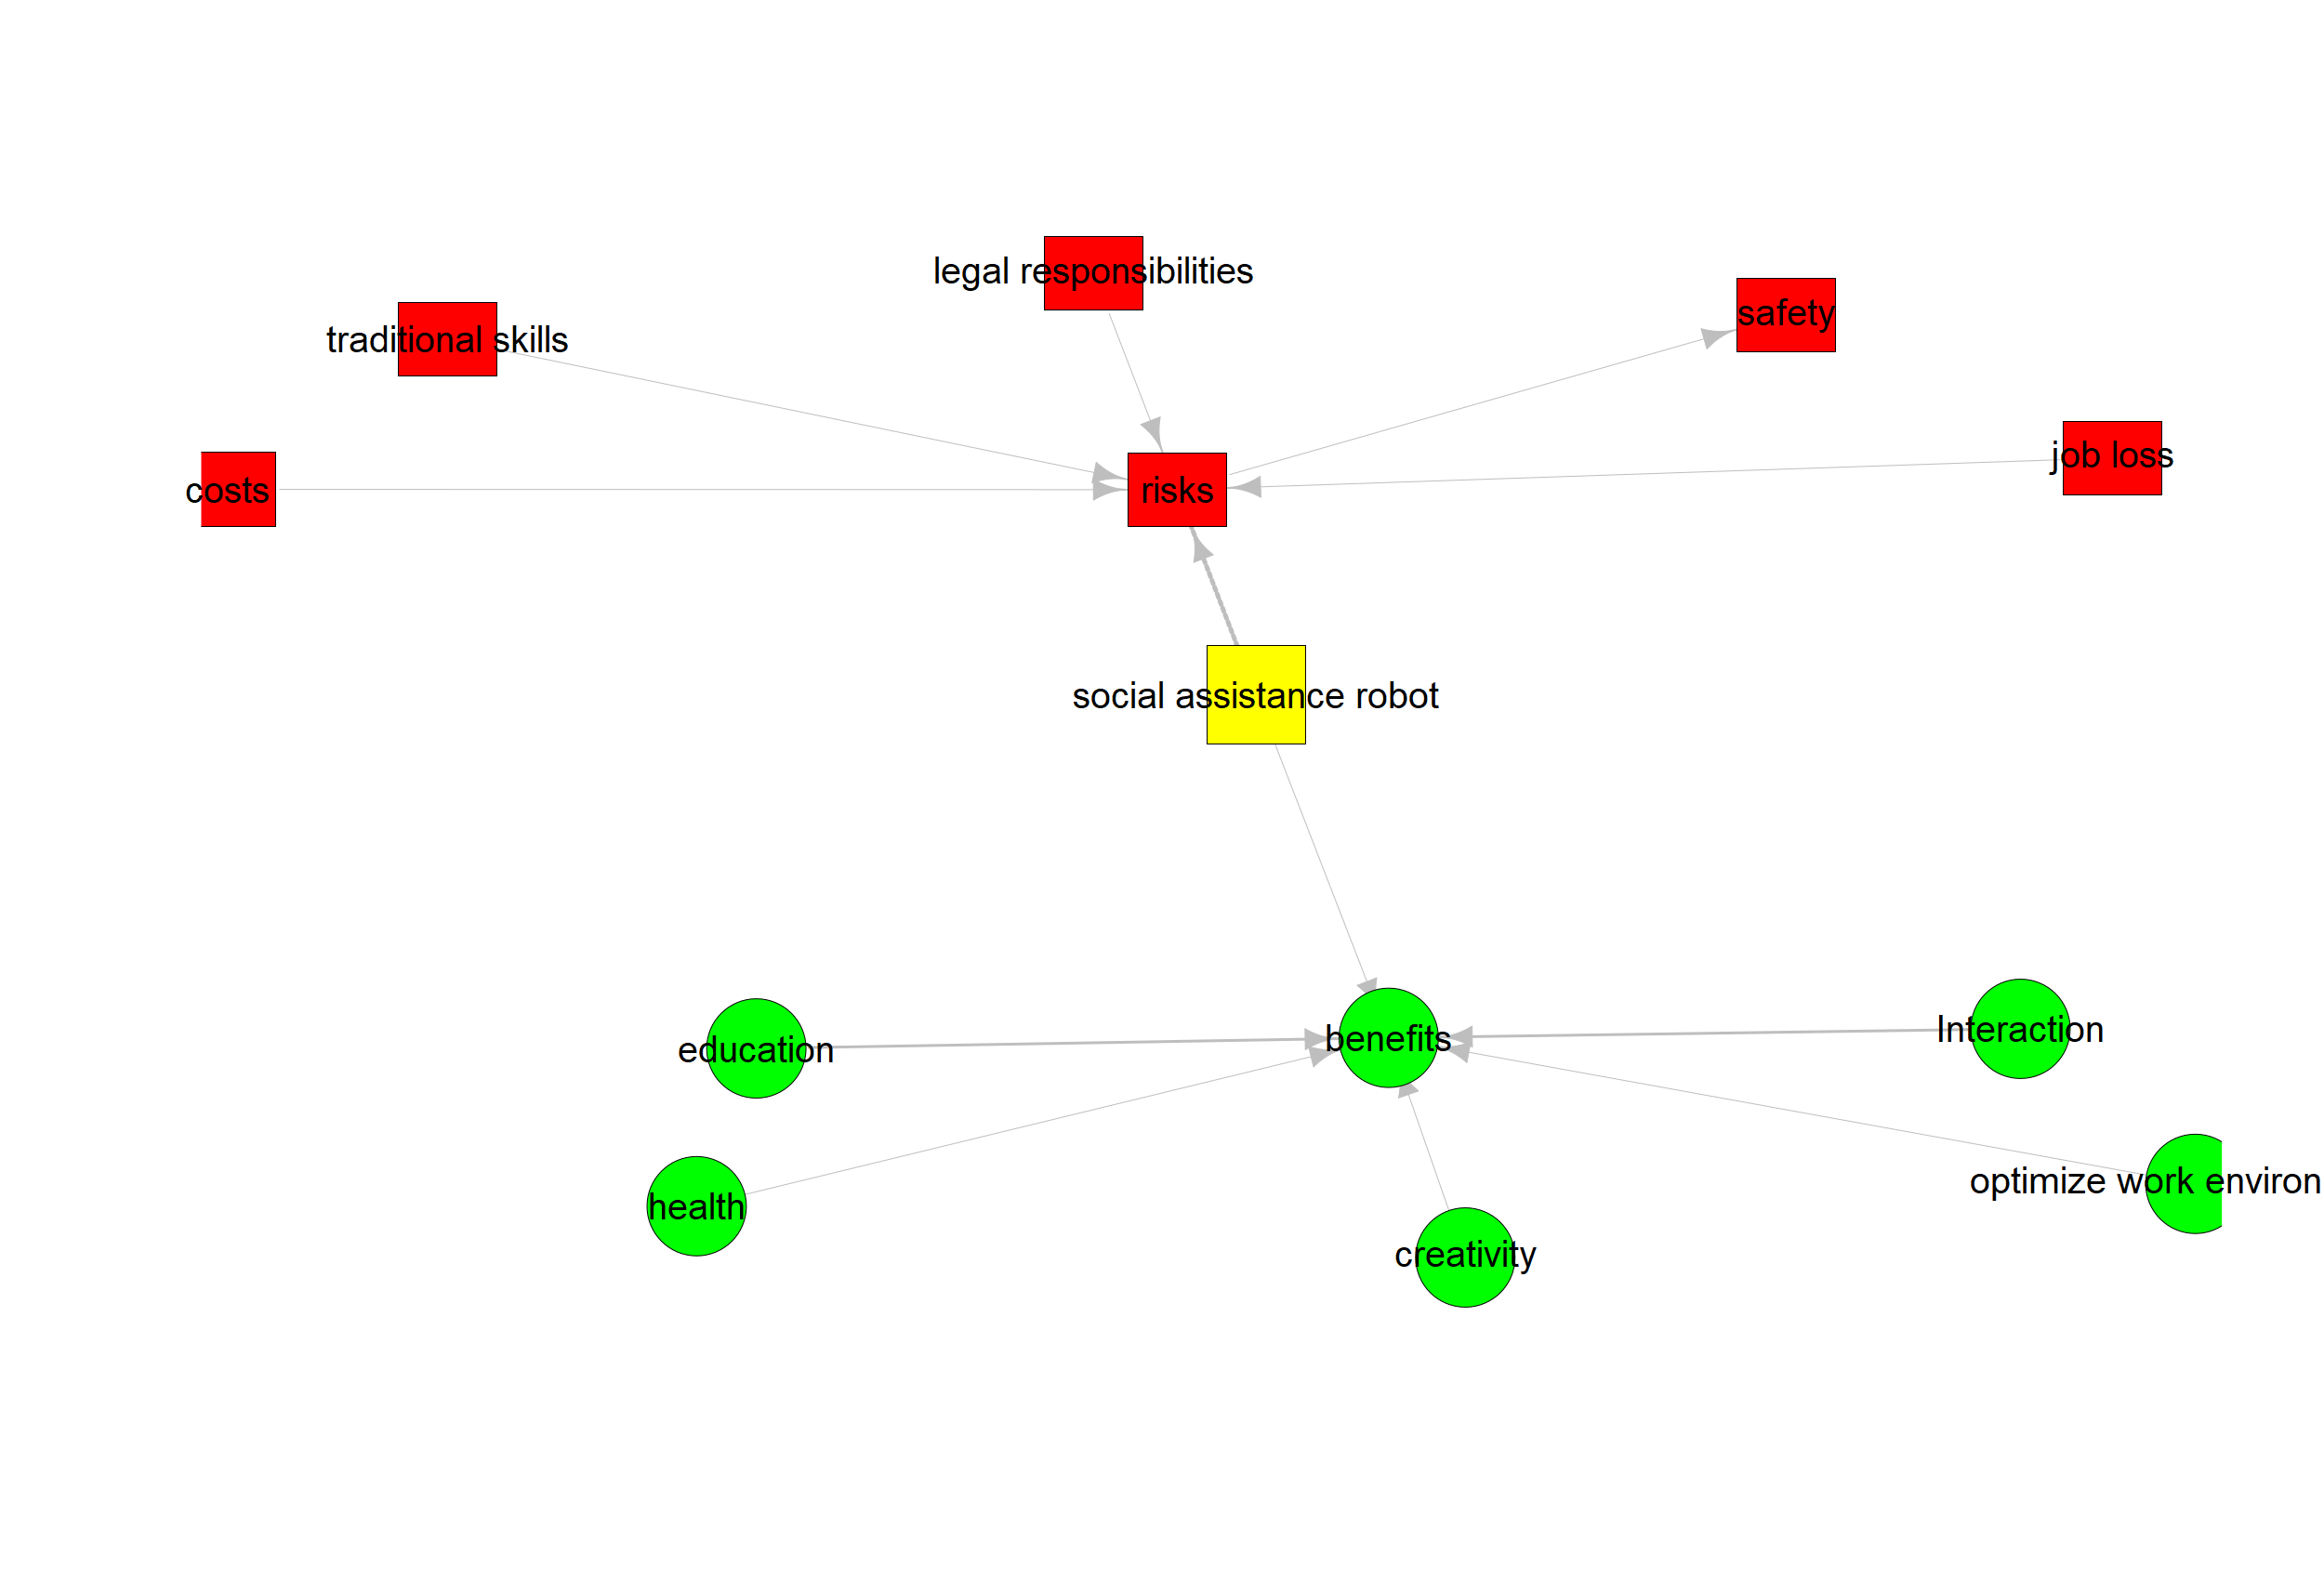 legal responsibilities
safety
traditional skills
job loss
costs
risks
social assistance robot
benefits
Interaction
education
optimize work environ
health
creativity